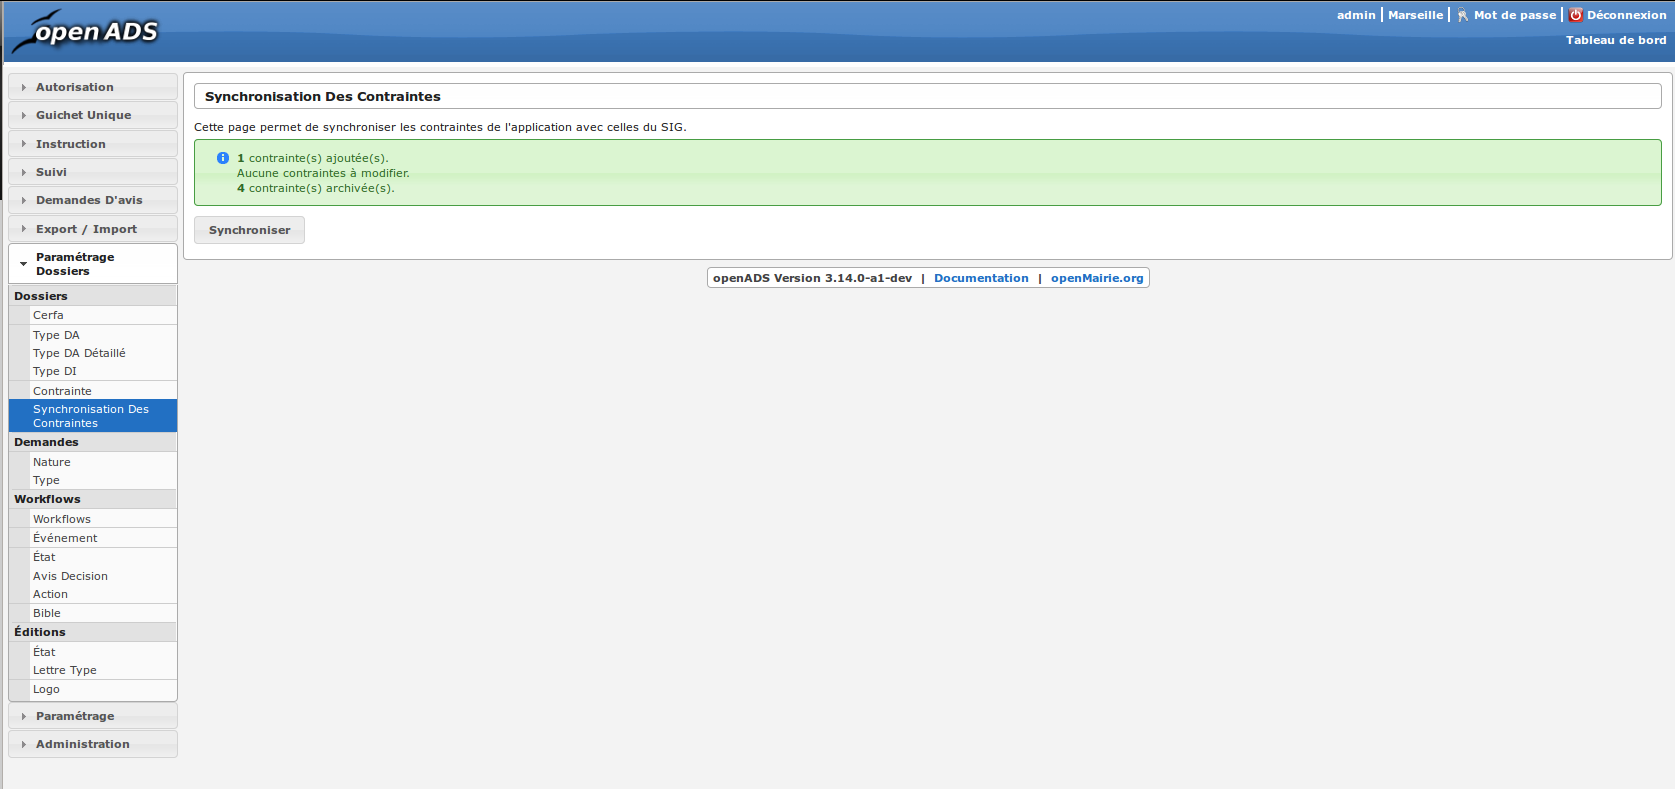 openADS
admin | Marseille | Mot de passe | Déconnexion
Tableau de bord
Autorisation
Guichet Unique
Instruction
Suivi
Demandes D'avis
Export / Import
Paramétrage
Dossiers
Dossiers
Cerfa
Type DA
Type DA Détaillé
Type DI
Contrainte
Synchronisation Des
Contraintes
Demandes
Nature
Type
Workflows
Workflows
Événement
État
Avis Decision
Action
Bible
Éditions
État
Lettre Type
Logo
Paramétrage
Administration
Synchronisation Des Contraintes
Cette page permet de synchroniser les contraintes de l'application avec celles du SIG.
1 contrainte(s) ajoutée(s).
Aucune contraintes à modifier.
4 contrainte(s) archivée(s).
Synchroniser
openADS Version 3.14.0-a1-dev | Documentation | openMairie.org